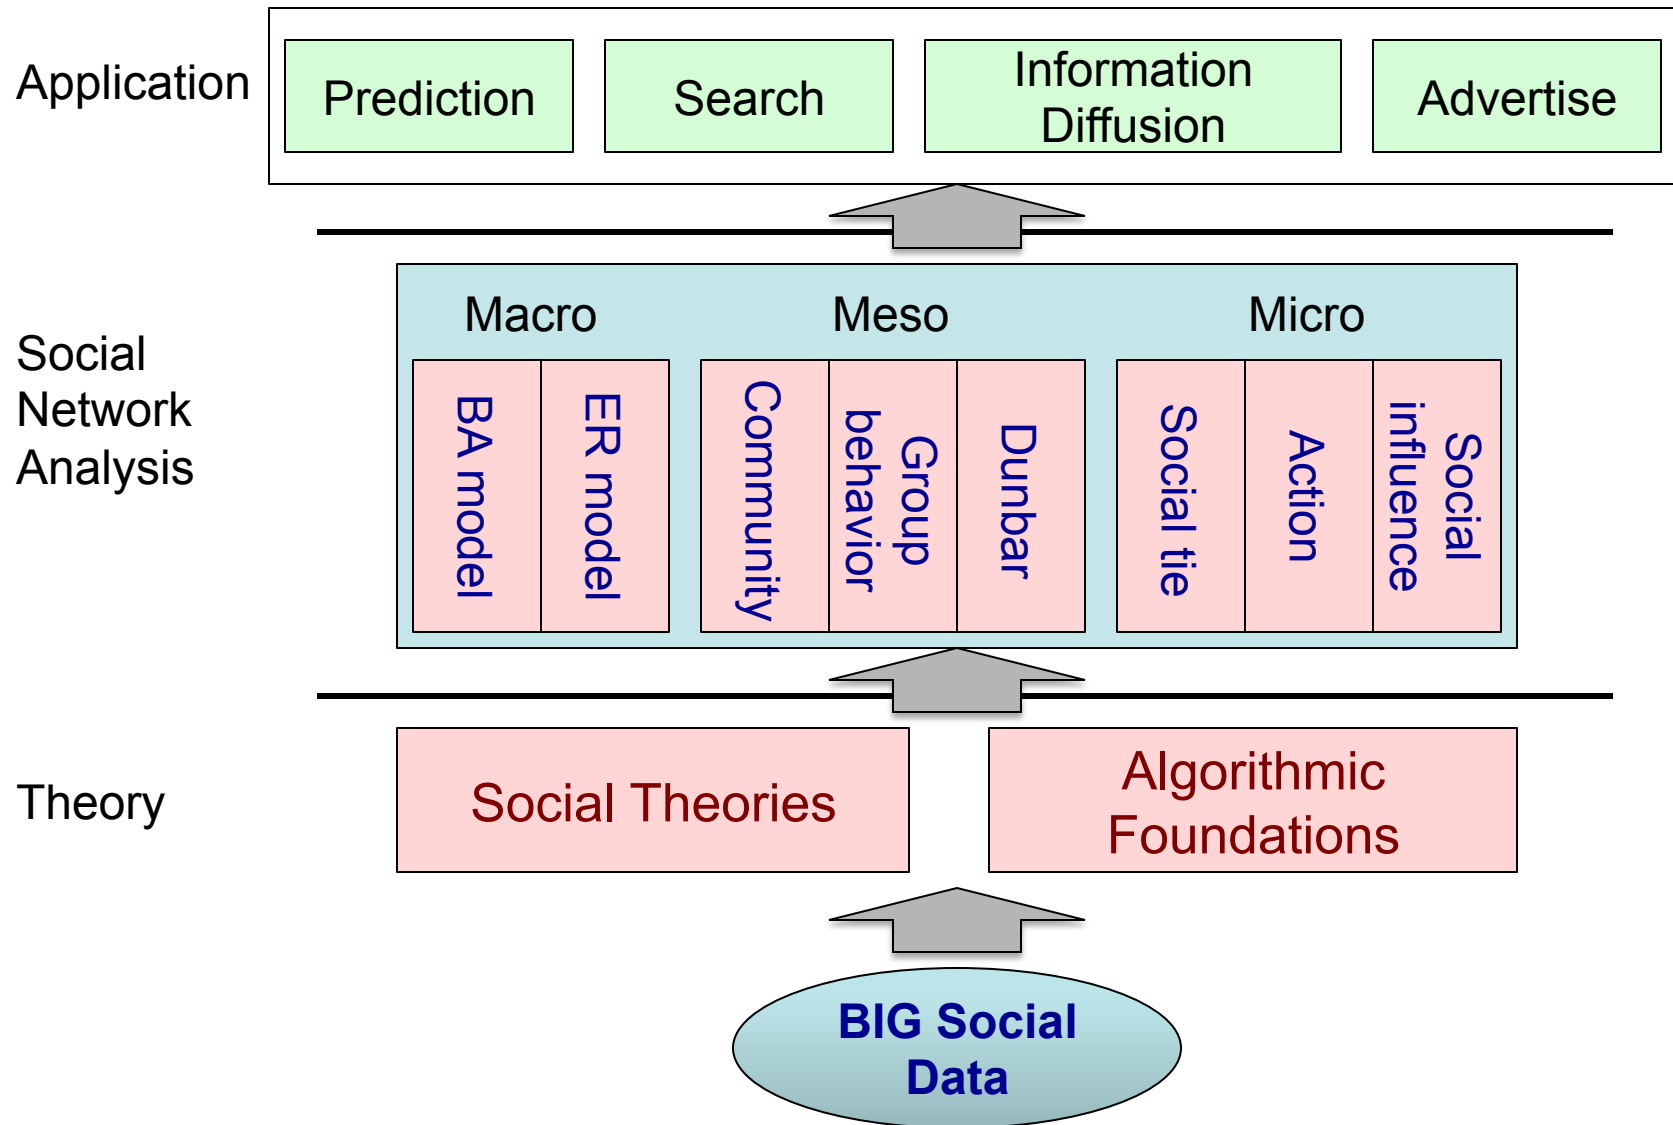 Application
Prediction
Search
Information
Diffusion
Advertise
Social
Network
Analysis
Macro
Meso
Micro
BA model
ER model
Community
Group
behavior
Dunbar
Social tie
Action
Social
influence
Theory
Social Theories
Algorithmic
Foundations
BIG Social
Data